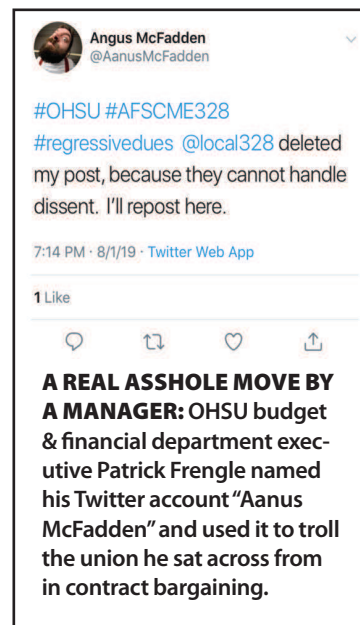 Angus McFadden
@AanusMcFadden
#OHSU #AFSCME328
#regressivedues @local328 deleted
my post, because they cannot handle
dissent. I'll repost here.
7:14 PM · 8/1/19 · Twitter Web App
1 Like
A REAL ASSHOLE MOVE BY
A MANAGER: OHSU budget
& financial department exec-
utive Patrick Frengle named
his Twitter account “Aanus
McFadden” and used it to troll
the union he sat across from
in contract bargaining.